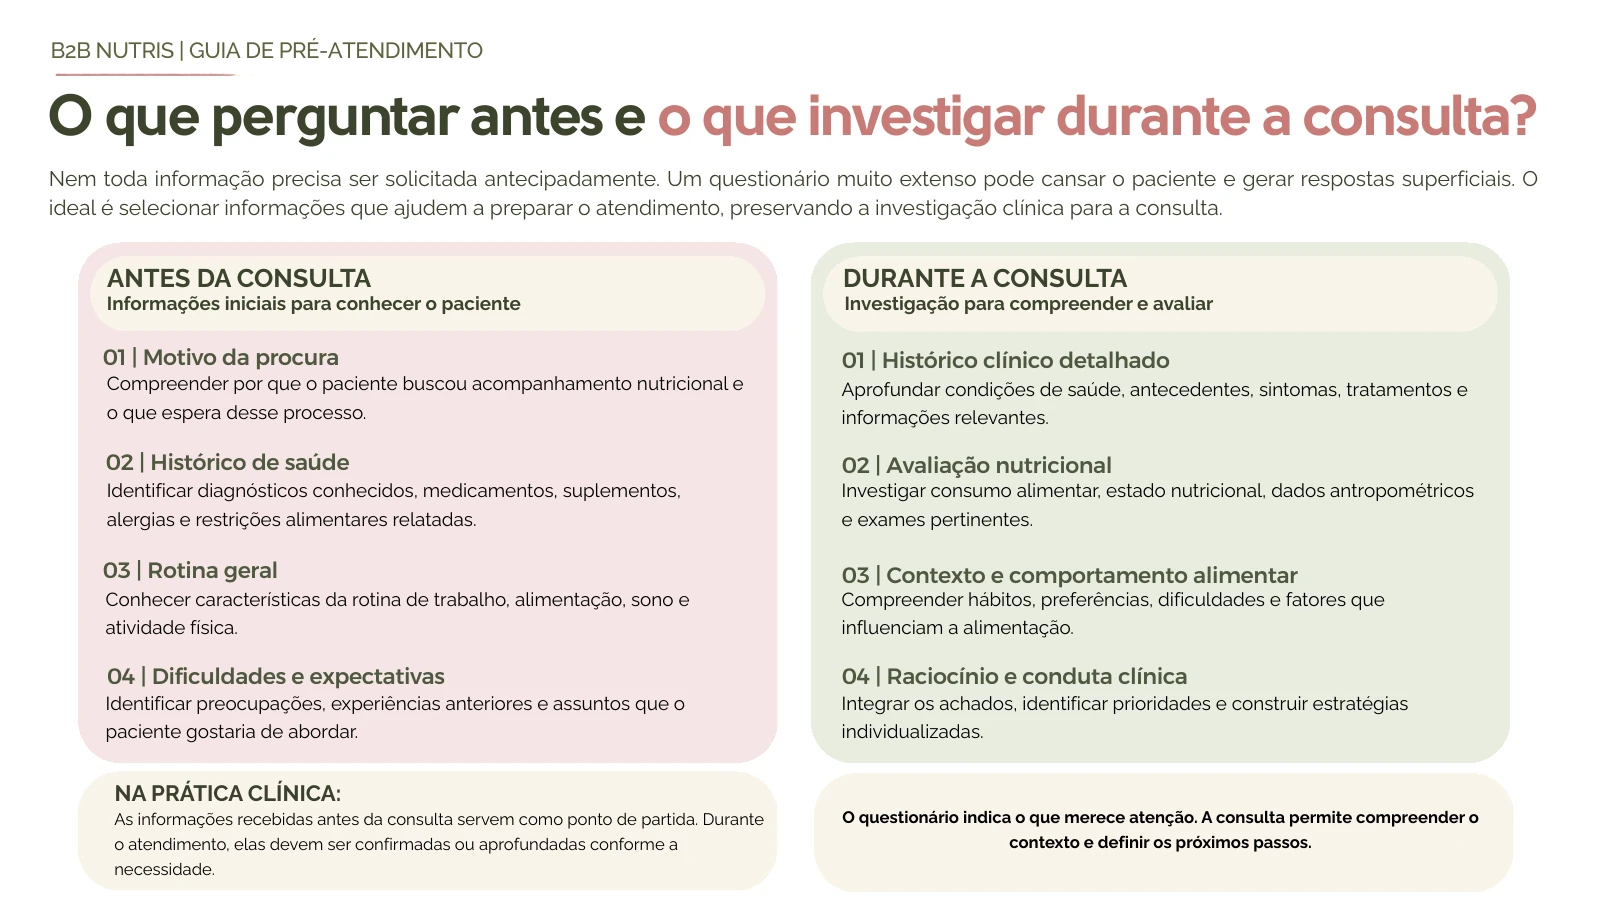 B2B NUTRIS | GUIA DE PRÉ-ATENDIMENTO
O que perguntar antes e o que investigar durante a consulta?
Nem toda informação precisa ser solicitada antecipadamente. Um questionário muito extenso pode cansar o paciente e gerar respostas superficiais. O
ideal é selecionar informações que ajudem a preparar o atendimento, preservando a investigação clínica para a consulta.
ANTES DA CONSULTA
Informações iniciais para conhecer o paciente
01 | Motivo da procura
Compreender por que o paciente buscou acompanhamento nutricional e
o que espera desse processo.
02 | Histórico de saúde
Identificar diagnósticos conhecidos, medicamentos, suplementos,
alergias e restrições alimentares relatadas.
03 | Rotina geral
Conhecer características da rotina de trabalho, alimentação, sono e
atividade física.
04 | Dificuldades e expectativas
Identificar preocupações, experiências anteriores e assuntos que o
paciente gostaria de abordar.
NA PRÁTICA CLÍNICA:
As informações recebidas antes da consulta servem como ponto de partida. Durante
o atendimento, elas devem ser confirmadas ou aprofundadas conforme a
necessidade.
DURANTE A CONSULTA
Investigação para compreender e avaliar
01 | Histórico clínico detalhado
Aprofundar condições de saúde, antecedentes, sintomas, tratamentos e
informações relevantes.
02 | Avaliação nutricional
Investigar consumo alimentar, estado nutricional, dados antropométricos
e exames pertinentes.
03 | Contexto e comportamento alimentar
Compreender hábitos, preferências, dificuldades e fatores que
influenciam a alimentação.
04 | Raciocínio e conduta clínica
Integrar os achados, identificar prioridades e construir estratégias
individualizadas.
O questionário indica o que merece atenção. A consulta permite compreender o
contexto e definir os próximos passos.